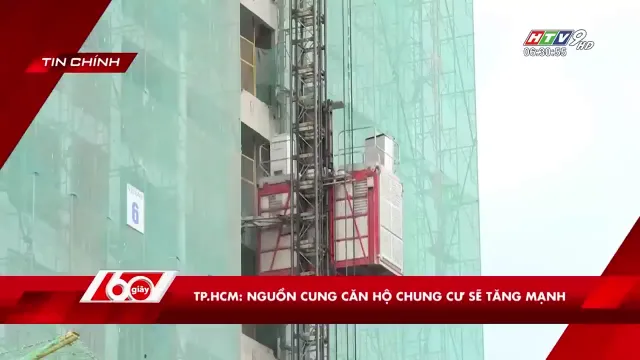 TIN CHÍNH
HTV9 HD
06:30:55
6
60 giây
TP.HCM: NGUỒN CUNG CĂN HỘ CHUNG CƯ SẼ TĂNG MẠNH